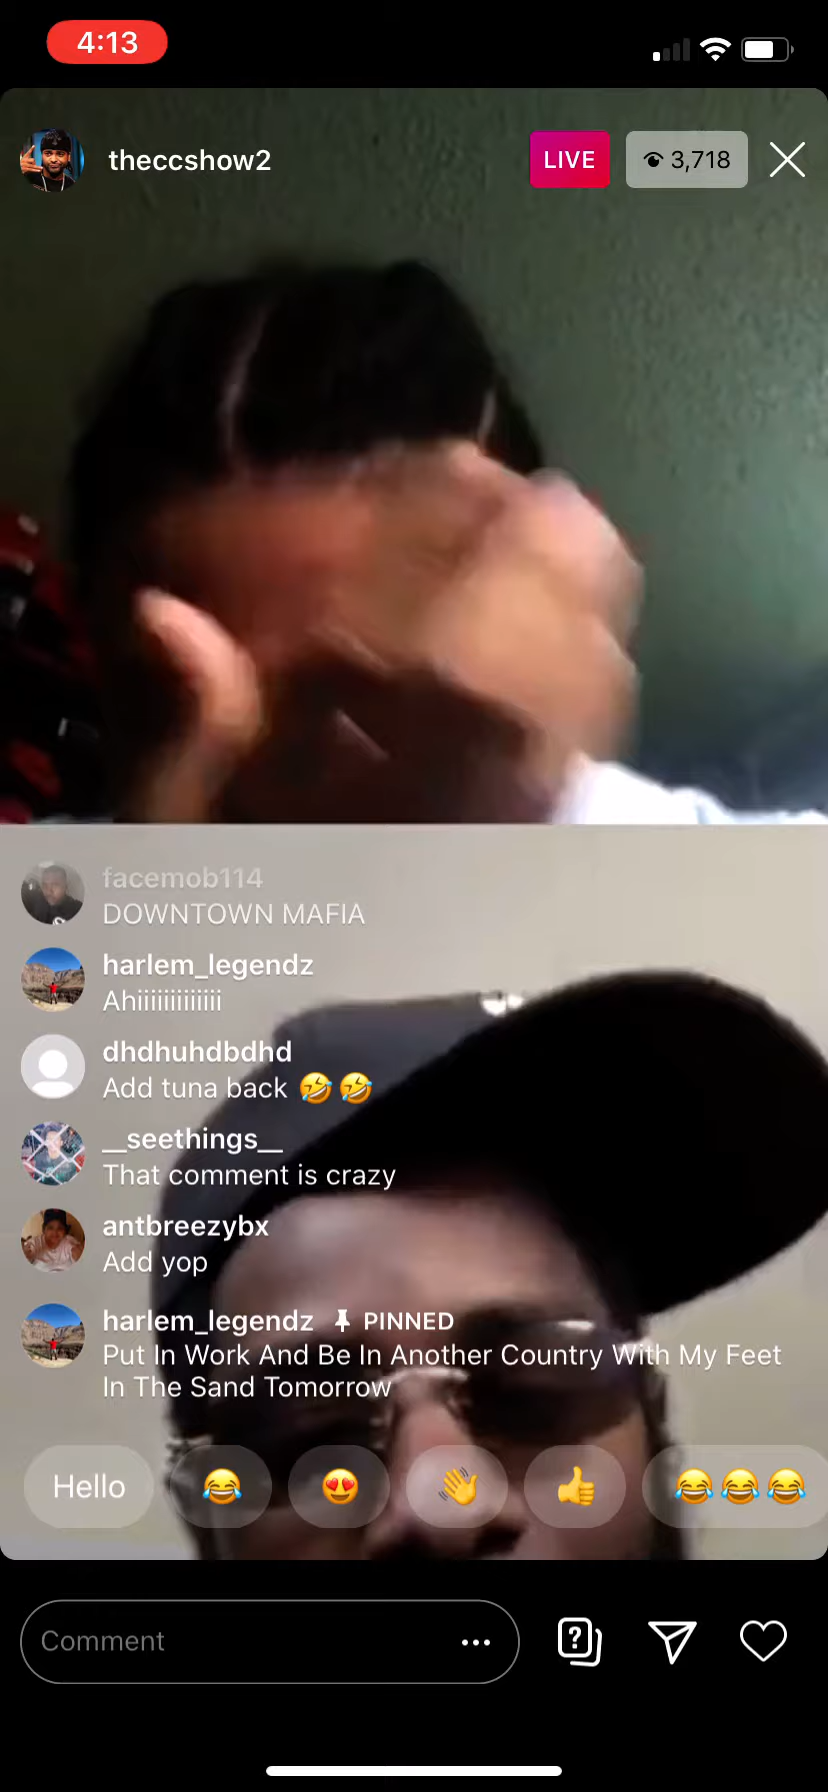 4:13
theccshow2
LIVE
3,718
facemob114
DOWNTOWN MAFIA
harlem_legendz
Ahiiiiiiiiiiiii
dhdhuhdbdhd
Add tuna back 🤣🤣
__seethings__
That comment is crazy
antbreezybx
Add yop
harlem_legendz PINNED
Put In Work And Be In Another Country With My Feet
In The Sand Tomorrow
Hello
Comment